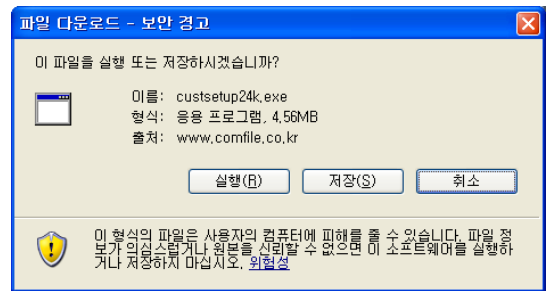 파일 다운로드 - 보안 경고
이 파일을 실행 또는 저장하시겠습니까?
이름: custsetup24k.exe
형식: 응용 프로그램, 4.56MB
출처: www.comfile.co.kr
실행(R) 저장(S) 취소
이 형식의 파일은 사용자의 컴퓨터에 피해를 줄 수 있습니다. 파일 정
보가 의심스럽거나 원본을 신뢰할 수 없으면 이 소프트웨어를 실행하
거나 저장하지 마십시오. 위험성